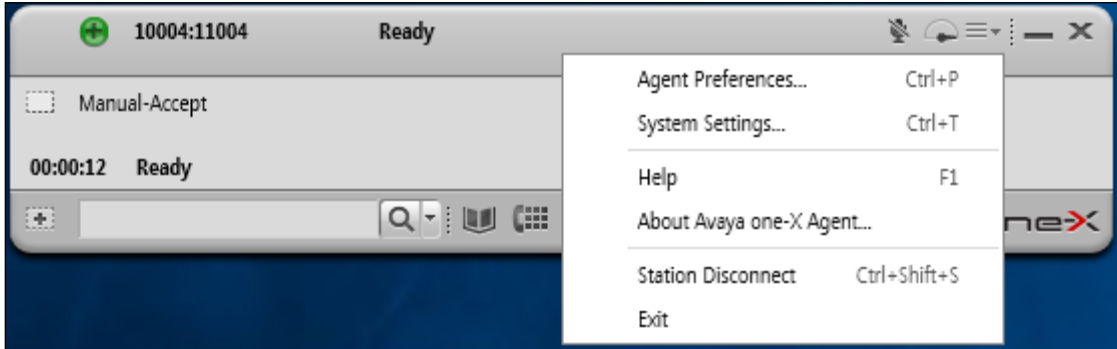 10004:11004 Ready
Agent Preferences... Ctrl+P
Manual-Accept
System Settings... Ctrl+T
00:00:12 Ready
Help F1
About Avaya one-X Agent...
ne-X
Station Disconnect Ctrl+Shift+S
Exit